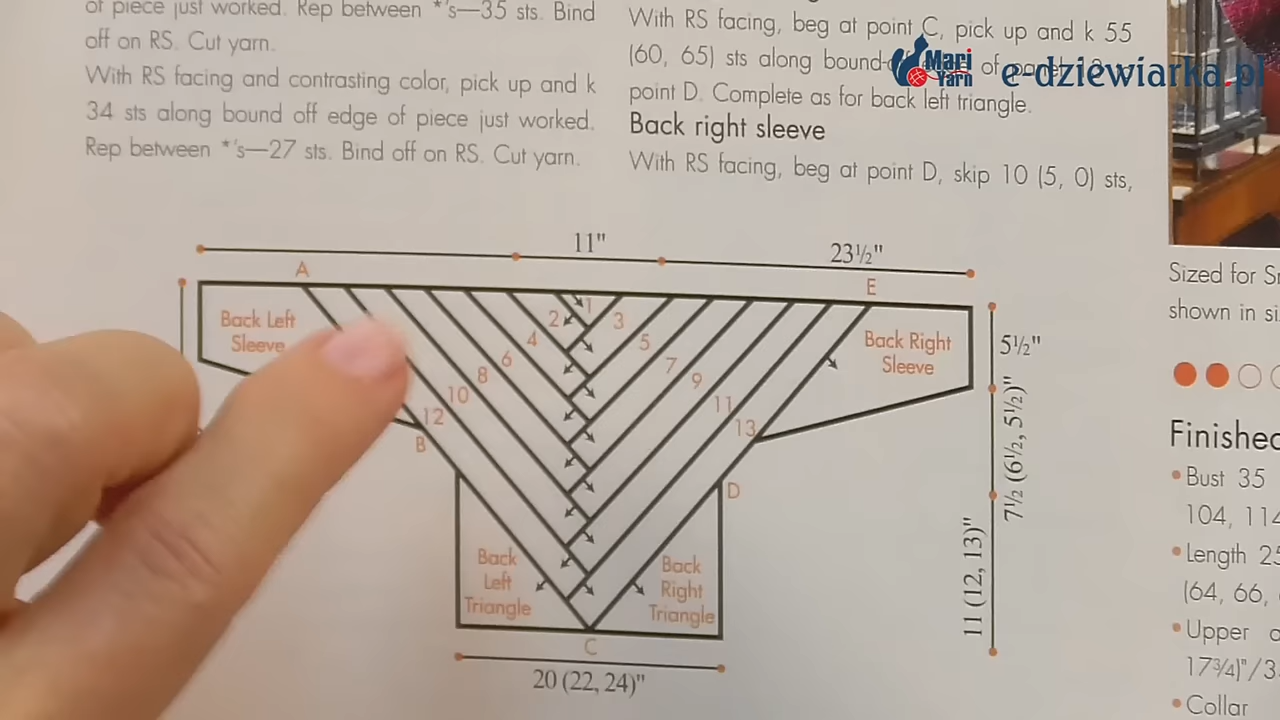 of piece just worked. Rep between *'s—35 sts. Bind
off on RS. Cut yarn.
With RS facing and contrasting color, pick up and k
34 sts along bound off edge of piece just worked.
Rep between *'s—27 sts. Bind off on RS. Cut yarn.
With RS facing, beg at point C, pick up and k 55
(60, 65) sts along bound- of
point D. Complete as for back left triangle.
Back right sleeve
With RS facing, beg at point D, skip 10 (5, 0) sts,
Mari
Yarn
e-dziewiarka.pl
11"
23½"
A
E
Back Left
Sleeve
1
2
3
4
5
6
7
8
9
10
11
12
13
B
D
Back Right
Sleeve
5½"
7½ (6½, 5½)"
11 (12, 13)"
Back
Left
Triangle
Back
Right
Triangle
C
20 (22, 24)"
Sized for
shown in
Finished
• Bust 35
104, 114
• Length
(64, 66,
• Upper
17¾)"/3
• Collar